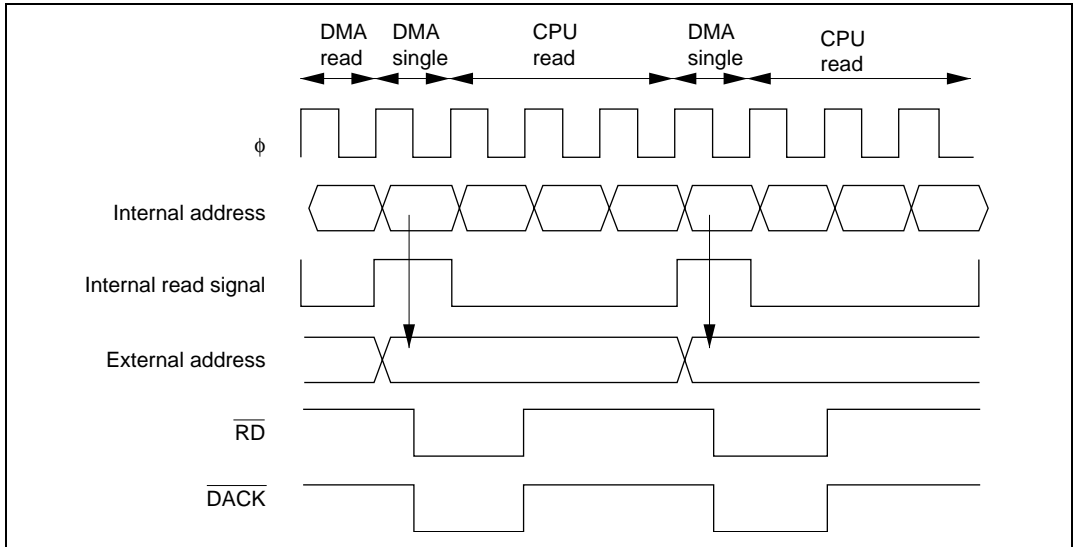 DMA read
DMA single
CPU read
DMA single
CPU read
φ
Internal address
Internal read signal
External address
RD
DACK